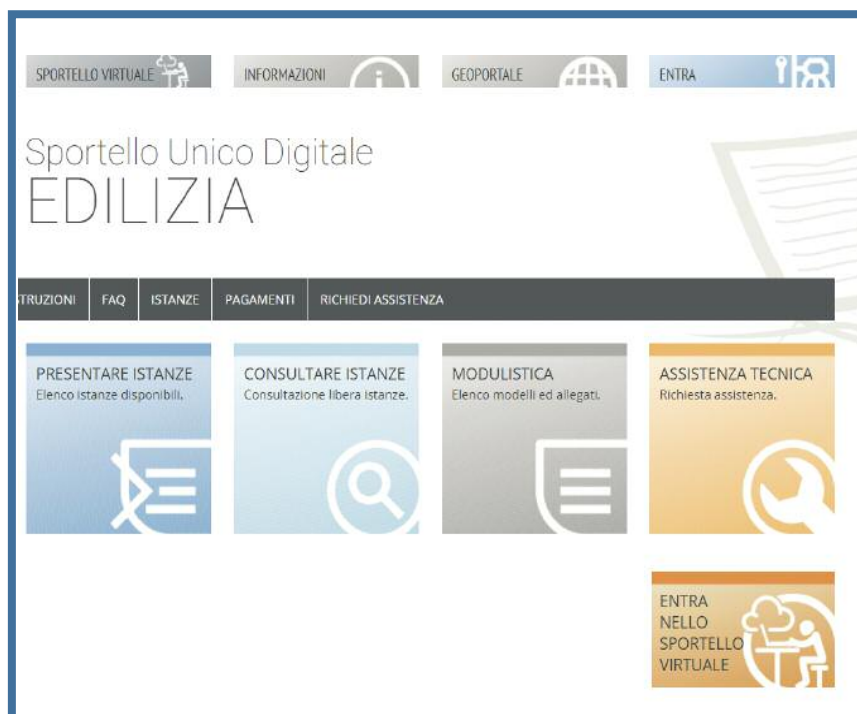 SPORTELLO VIRTUALE
INFORMAZIONI
GEOPORTALE
ENTRA
Sportello Unico Digitale
EDILIZIA
STRUZIONI
FAQ
ISTANZE
PAGAMENTI
RICHIEDI ASSISTENZA
PRESENTARE ISTANZE
Elenco istanze disponibili.
CONSULTARE ISTANZE
Consultazione libera istanze.
MODULISTICA
Elenco modelli ed allegati.
ASSISTENZA TECNICA
Richiesta assistenza.
ENTRA
NELLO
SPORTELLO
VIRTUALE